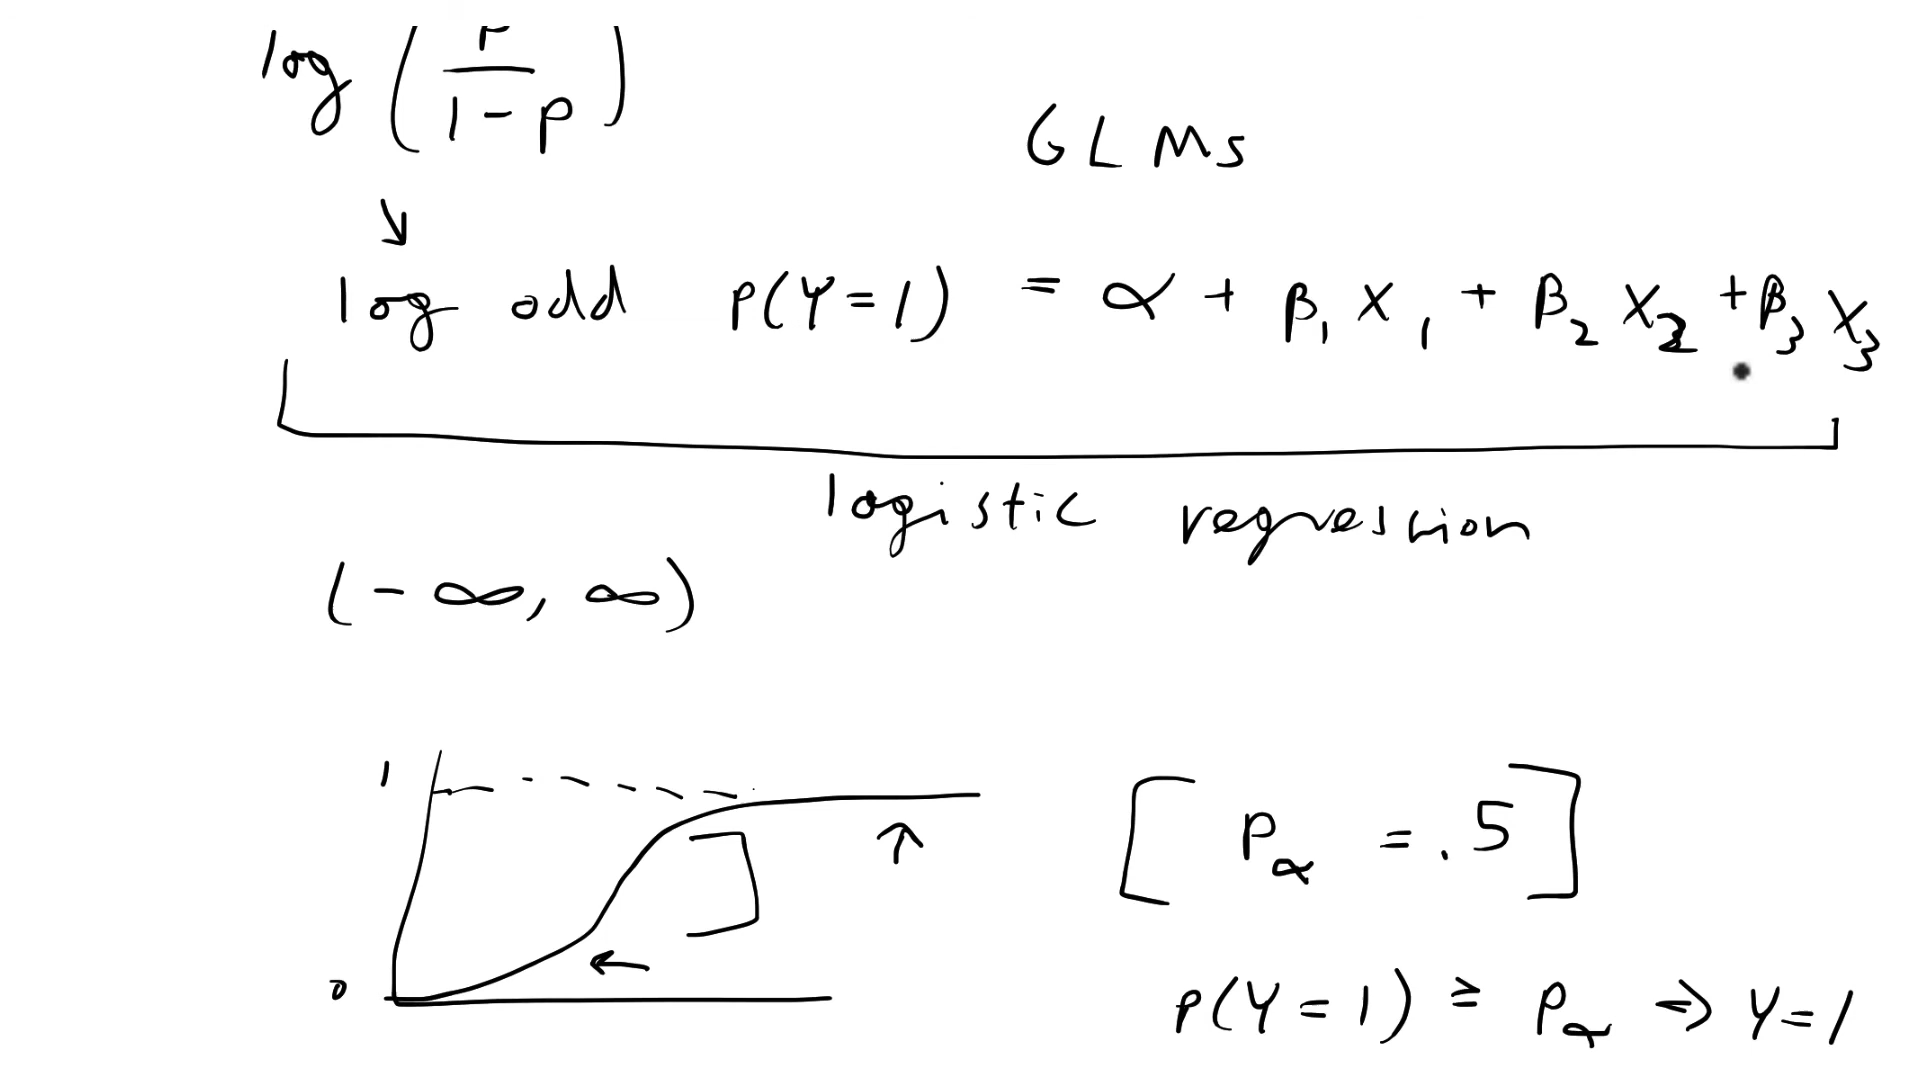 log ( p / 1 - p )
GLMs
↓
log odd P(Y=1) = α + β₁ X₁ + β₂ X₂ + β₃ X₃
logistic regression
(-∞, ∞)
1
0
[ Pα = .5 ]
P(Y=1) ≥ Pα ⇒ Y=1